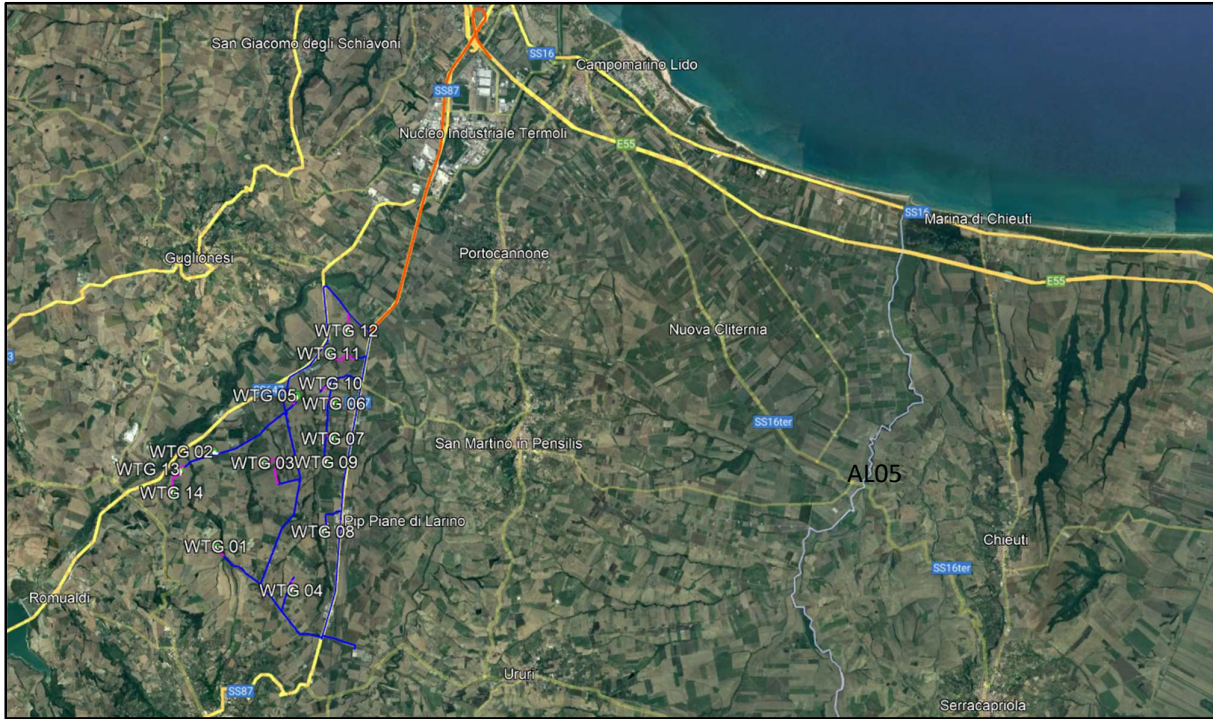 San Giacomo degli Schiavoni
SS16
Campomarino Lido
SS87
Nucleo Industriale Termoli
E55
SS16
Marina di Chieuti
Portocannone
Guglionesi
E55
WTG 12
Nuova Cliternia
WTG 11
WTG 10
WTG 05
WTG 06
SS16ter
WTG 07
San Martino in Pensilis
WTG 02
WTG 13
WTG 03
WTG 09
AL05
WTG 14
Pip Piane di Larino
WTG 08
Chieuti
WTG 01
SS16ter
WTG 04
Romualdi
Ururi
SS87
Serracapriola